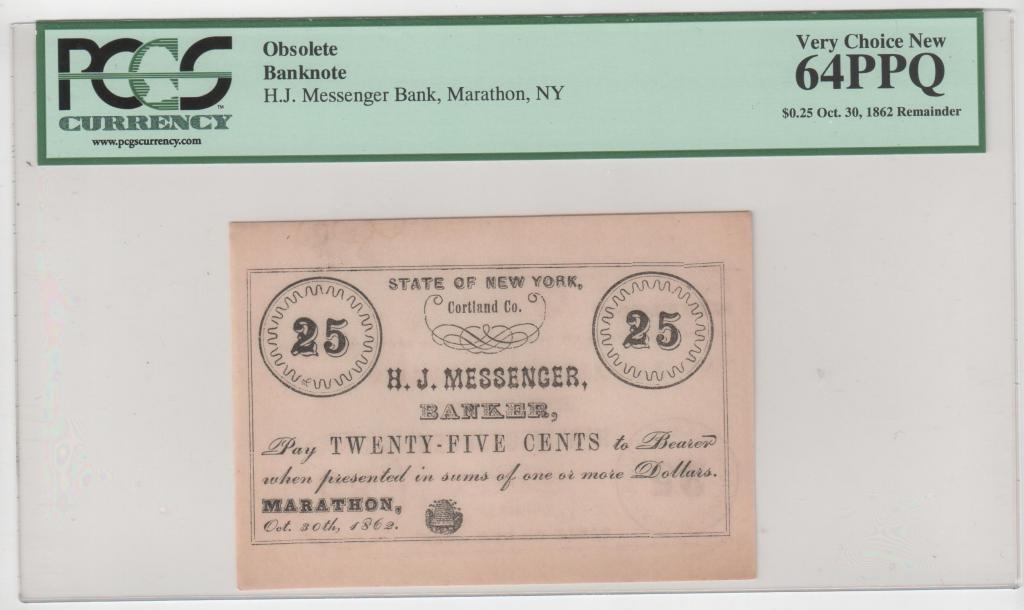 PCGS
CURRENCY
www.pcgscurrency.com
Obsolete
Banknote
H.J. Messenger Bank, Marathon, NY
Very Choice New
64PPQ
$0.25 Oct. 30, 1862 Remainder
STATE OF NEW YORK,
Cortland Co.
25
25
H. J. MESSENGER,
BANKER,
Pay TWENTY-FIVE CENTS to Bearer
when presented in sums of one or more Dollars.
MARATHON,
Oct. 30th, 1862.